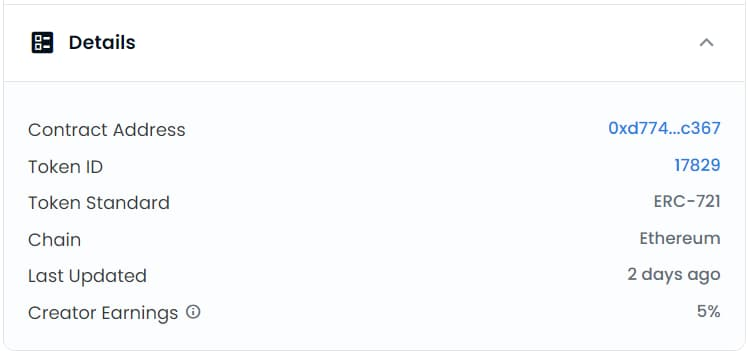 Details
Contract Address 0xd774...c367
Token ID 17829
Token Standard ERC-721
Chain Ethereum
Last Updated 2 days ago
Creator Earnings 5%